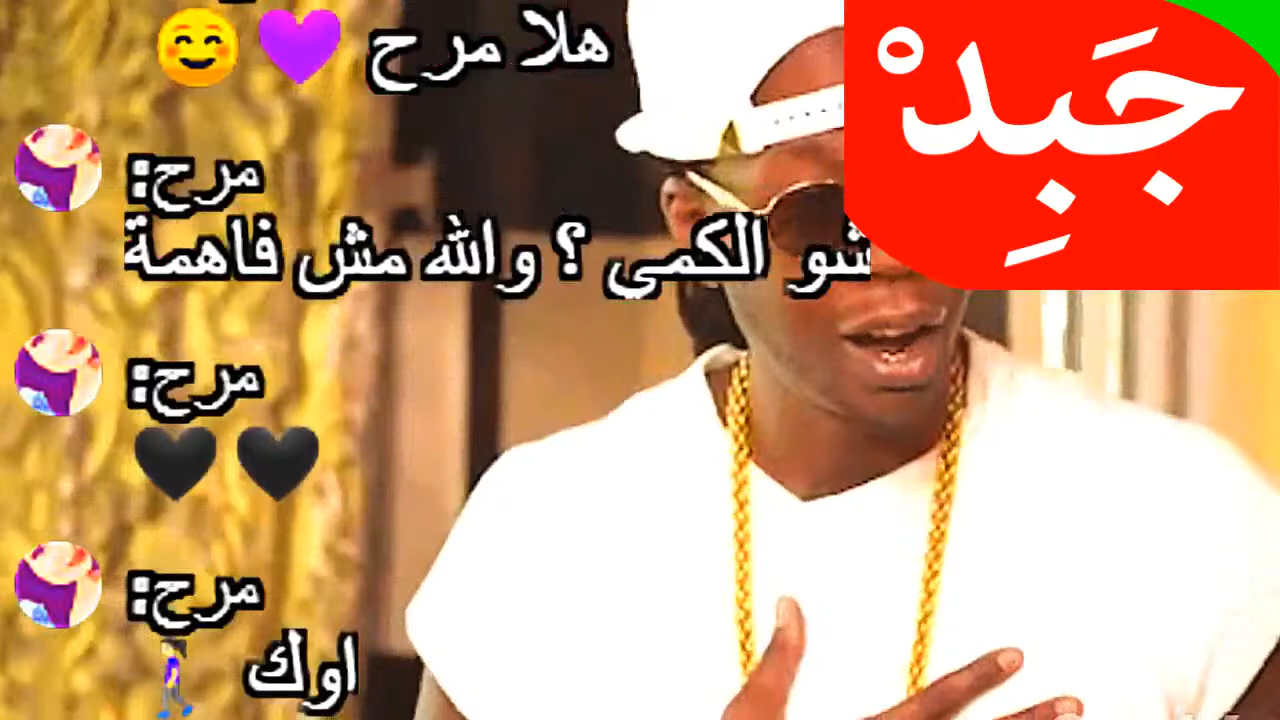 هلا مرح 💜 ☺️
جَبِدْ
مرح:
شو الكمي ؟ والله مش فاهمة
مرح:
🖤 🖤
مرح:
اوك 🚶‍♀️